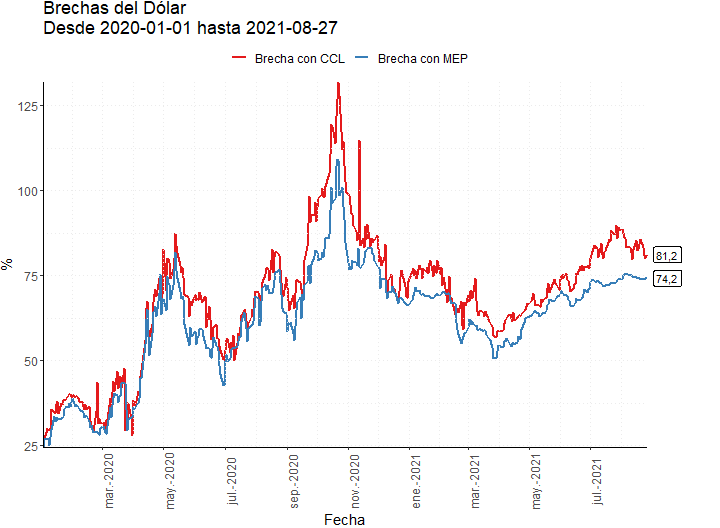 Brechas del Dólar
Desde 2020-01-01 hasta 2021-08-27
Brecha con CCL Brecha con MEP
125
100
75
50
25
%
81,2
74,2
mar.-2020
may.-2020
jul.-2020
sep.-2020
nov.-2020
ene.-2021
mar.-2021
may.-2021
jul.-2021
Fecha